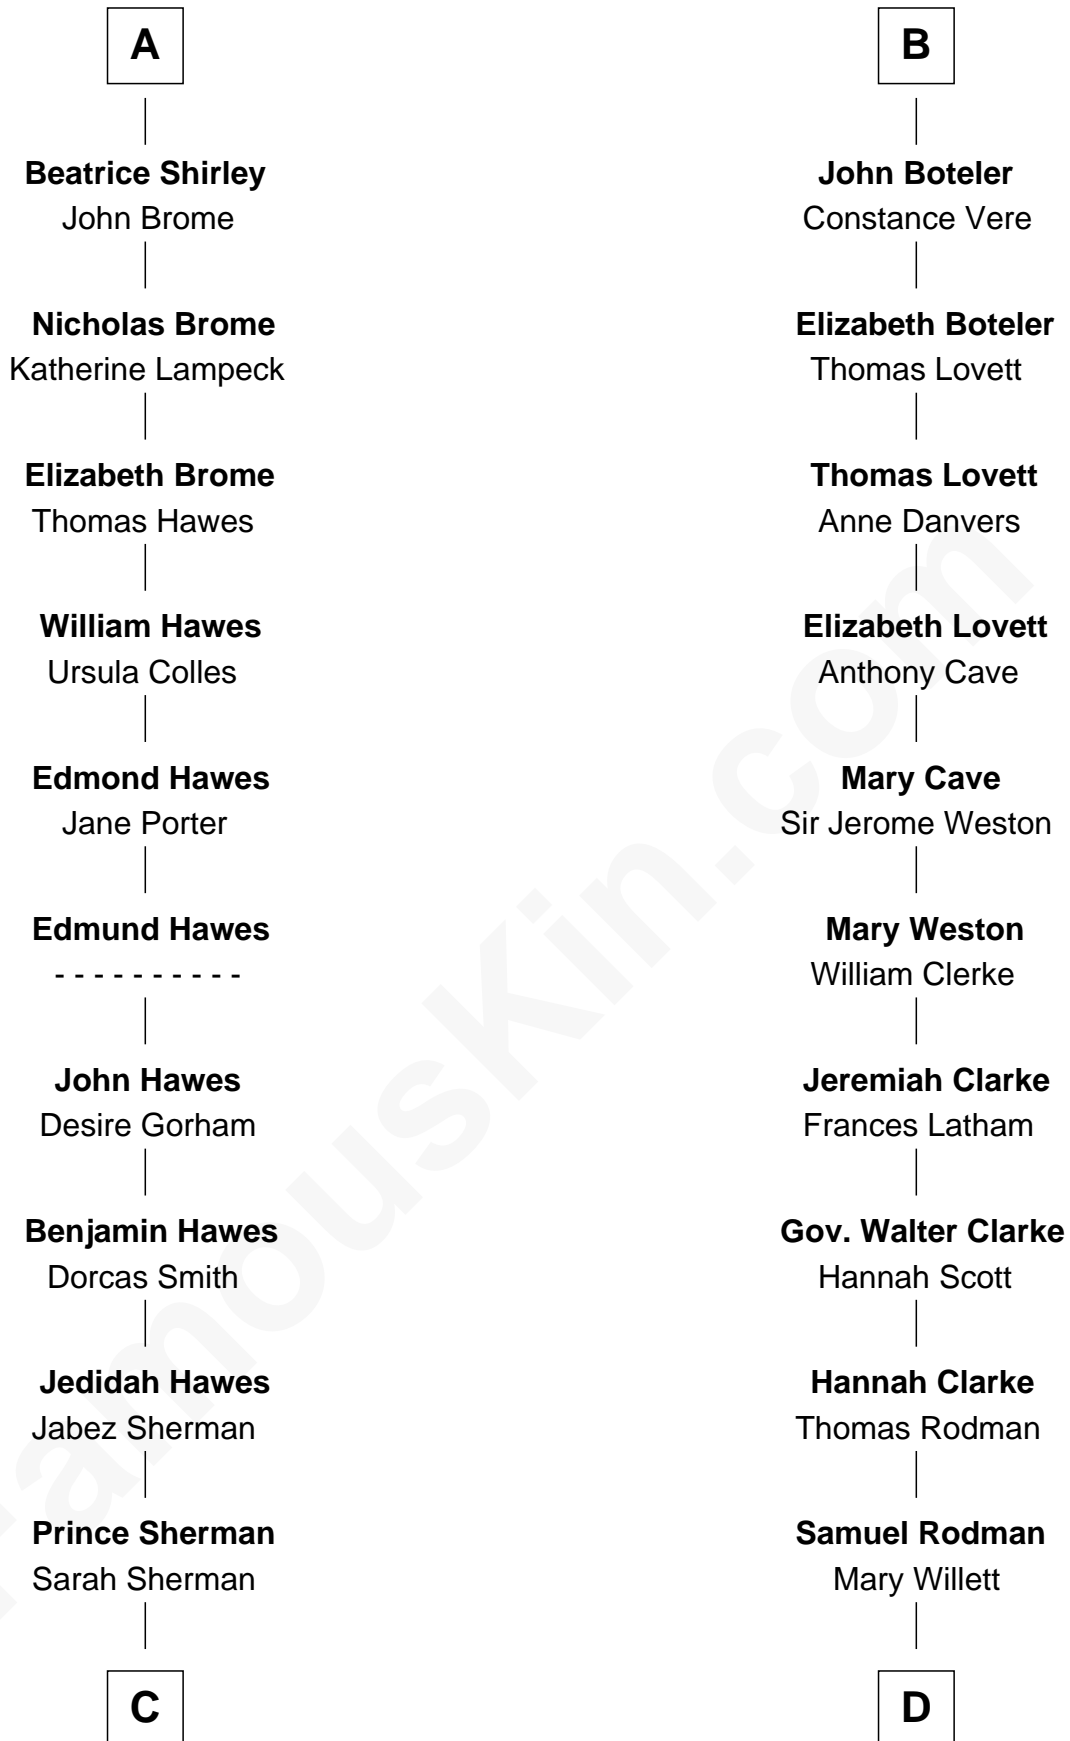 A
Beatrice Shirley
John Brome
Nicholas Brome
Katherine Lampeck
Elizabeth Brome
Thomas Hawes
William Hawes
Ursula Colles
Edmond Hawes
Jane Porter
Edmund Hawes
- - - - - - - - - -
John Hawes
Desire Gorham
Benjamin Hawes
Dorcas Smith
Jedidah Hawes
Jabez Sherman
Prince Sherman
Sarah Sherman
C
B
John Boteler
Constance Vere
Elizabeth Boteler
Thomas Lovett
Thomas Lovett
Anne Danvers
Elizabeth Lovett
Anthony Cave
Mary Cave
Sir Jerome Weston
Mary Weston
William Clerke
Jeremiah Clarke
Frances Latham
Gov. Walter Clarke
Hannah Scott
Hannah Clarke
Thomas Rodman
Samuel Rodman
Mary Willett
D
FamousKin.com